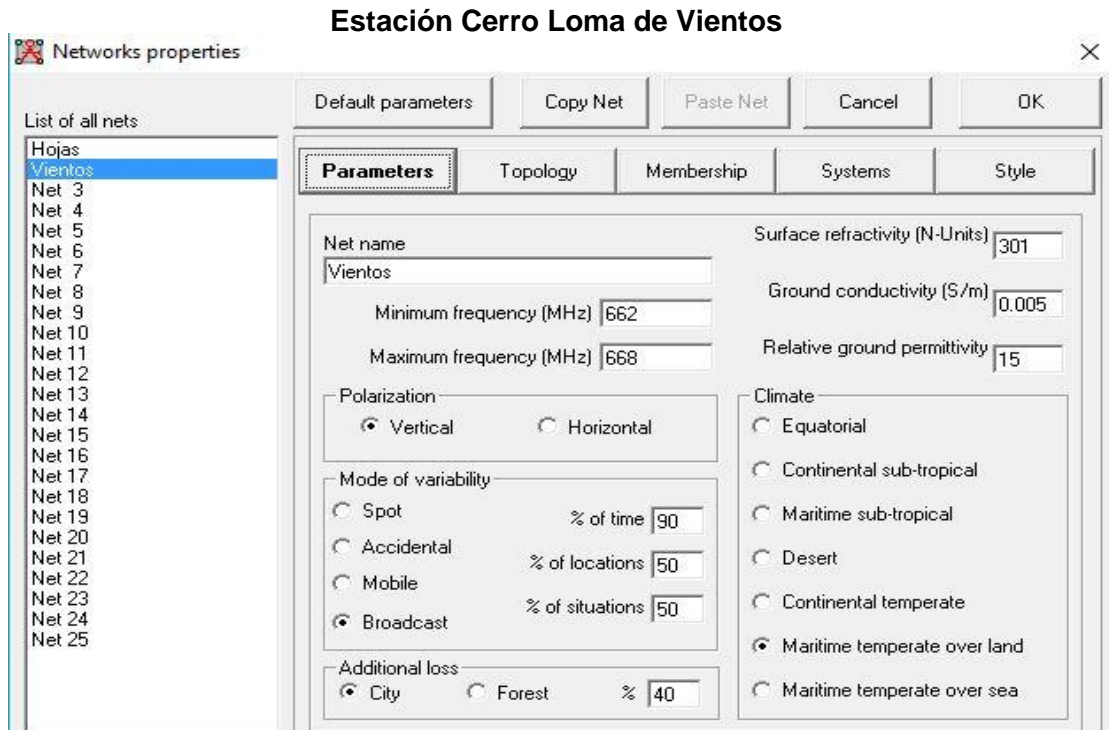 Estación Cerro Loma de Vientos
Networks properties
List of all nets
Default parameters
Copy Net
Paste Net
Cancel
OK
Hojas
Vientos
Net 3
Net 4
Net 5
Net 6
Net 7
Net 8
Net 9
Net 10
Net 11
Net 12
Net 13
Net 14
Net 15
Net 16
Net 17
Net 18
Net 19
Net 20
Net 21
Net 22
Net 23
Net 24
Net 25
Parameters
Topology
Membership
Systems
Style
Net name
Vientos
Minimum frequency (MHz) 662
Maximum frequency (MHz) 668
Surface refractivity (N-Units) 301
Ground conductivity (S/m) 0.005
Relative ground permittivity 15
Polarization
Vertical
Horizontal
Mode of variability
Spot
Accidental
Mobile
Broadcast
% of time 90
% of locations 50
% of situations 50
Additional loss
City
Forest
% 40
Climate
Equatorial
Continental sub-tropical
Maritime sub-tropical
Desert
Continental temperate
Maritime temperate over land
Maritime temperate over sea